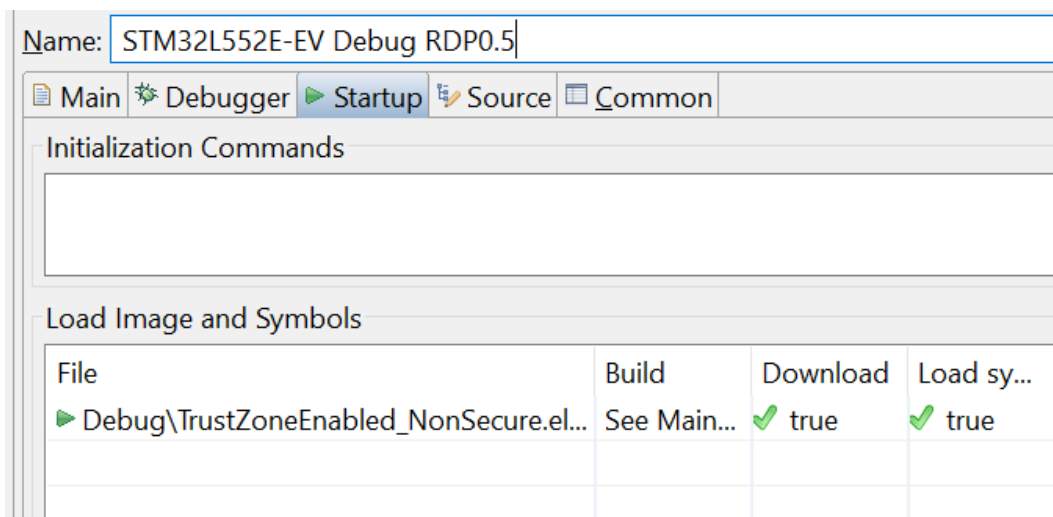 Name: STM32L552E-EV Debug RDP0.5
Main Debugger Startup Source Common
Initialization Commands
Load Image and Symbols
File Build Download Load sy...
Debug\TrustZoneEnabled_NonSecure.el... See Main... true true